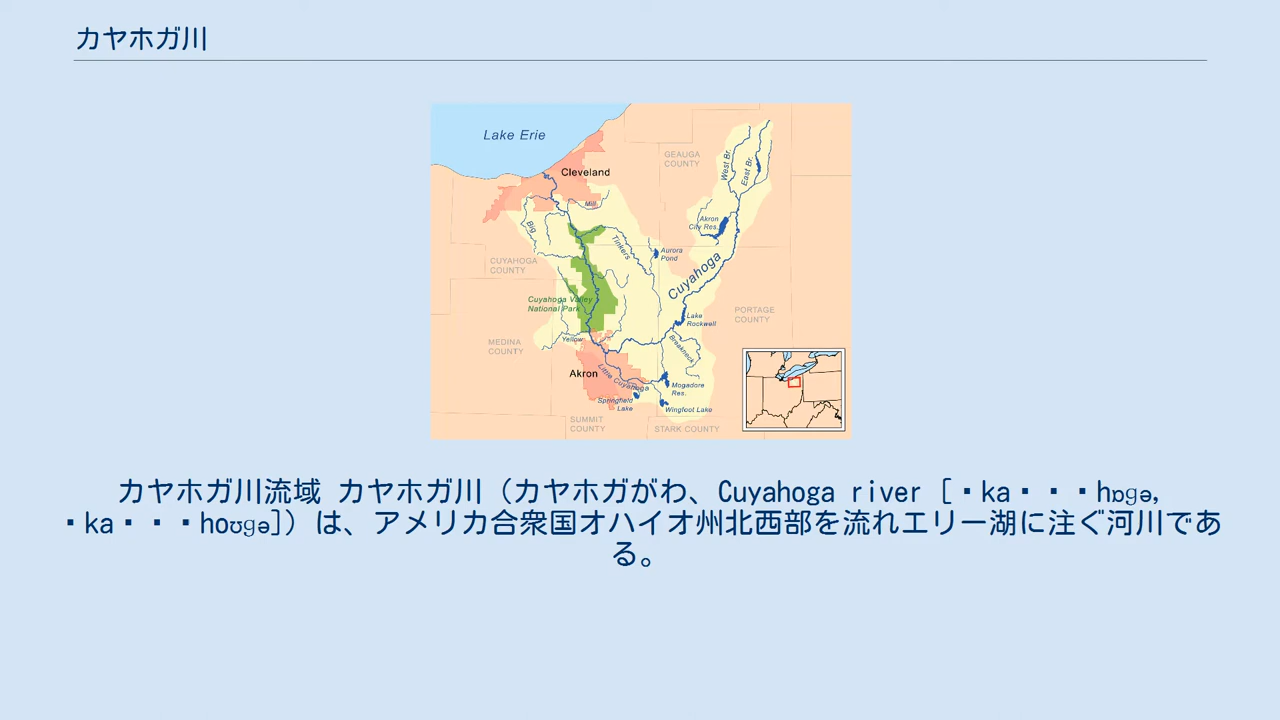 カヤホガ川
Lake Erie
Cleveland
GEAUGA
COUNTY
West Br.
East Br.
Mill
Big
Akron
City Res.
Tinkers
Aurora
Pond
CUYAHOGA
COUNTY
Cuyahoga
Cuyahoga Valley
National Park
PORTAGE
COUNTY
Lake
Rockwell
MEDINA
COUNTY
Yellow
Breakneck
Akron
Little Cuyahoga
Mogadore
Res.
Springfield
Lake
Wingfoot Lake
SUMMIT
COUNTY
STARK COUNTY
カヤホガ川流域 カヤホガ川（カヤホガがわ、Cuyahoga river [・ka・・・hɒɡə,
・ka・・・hoʊɡə]）は、アメリカ合衆国オハイオ州北西部を流れエリー湖に注ぐ河川であ
る。